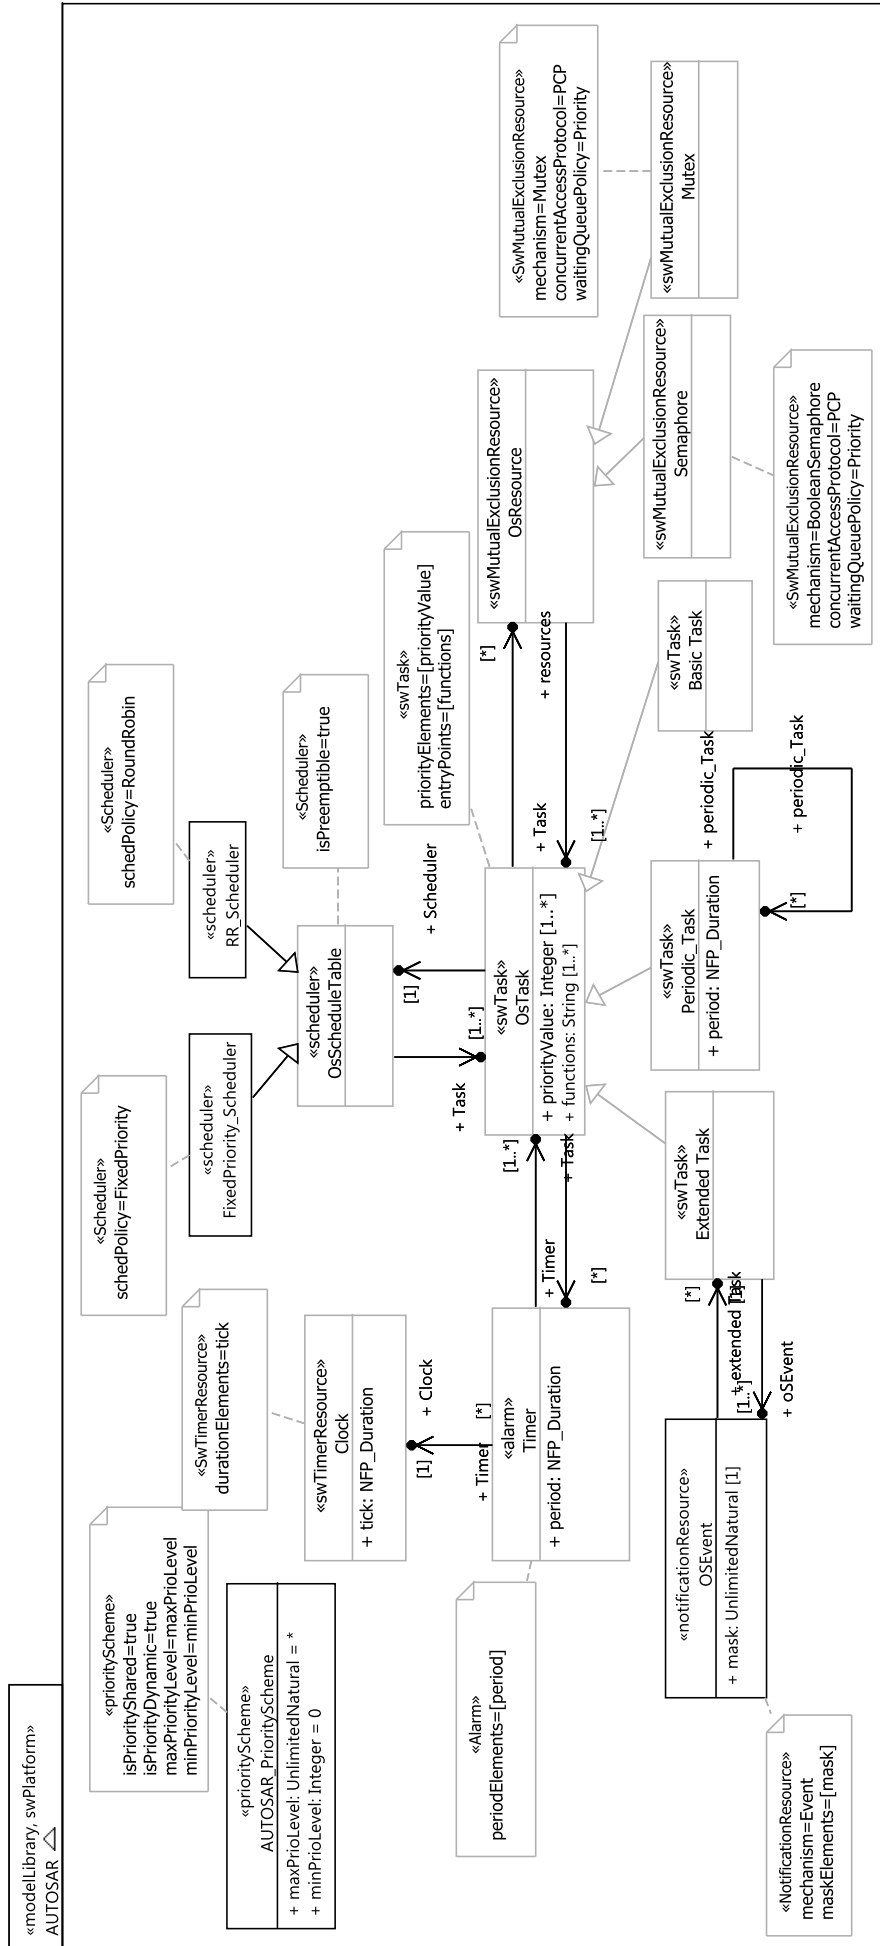 «modelLibrary, swPlatform»
AUTOSAR
«priorityScheme»
isPriorityShared=true
isPriorityDynamic=true
maxPriorityLevel=maxPrioLevel
minPriorityLevel=minPrioLevel
«priorityScheme»
AUTOSAR_PriorityScheme
+ maxPrioLevel: UnlimitedNatural = *
+ minPrioLevel: Integer = 0
«SwTimerResource»
durationElements=tick
«swTimerResource»
Clock
+ tick: NFP_Duration
+ Clock
[1]
+ Timer
[*]
«Alarm»
periodElements=[period]
«alarm»
Timer
+ period: NFP_Duration
+ Timer
[*]
[1..*]
+ Task
«NotificationResource»
mechanism=Event
maskElements=[mask]
«notificationResource»
OSEvent
+ mask: UnlimitedNatural [1]
[1..*]
+ extended Task
[*]
[1]
+ oSEvent
«Scheduler»
schedPolicy=FixedPriority
«scheduler»
FixedPriority_Scheduler
«Scheduler»
schedPolicy=RoundRobin
«scheduler»
RR_Scheduler
«Scheduler»
isPreemptible=true
«scheduler»
OsScheduleTable
+ Task
[1..*]
[1]
+ Scheduler
«swTask»
priorityElements=[priorityValue]
entryPoints=[functions]
«swTask»
OsTask
+ priorityValue: Integer [1..*]
+ functions: String [1..*]
+ Task
[1..*]
[*]
+ resources
«swTask»
Extended Task
«swTask»
Periodic_Task
+ period: NFP_Duration
+ periodic_Task
[*]
+ periodic_Task
«swTask»
Basic Task
«swMutualExclusionResource»
OsResource
«swMutualExclusionResource»
Semaphore
«SwMutualExclusionResource»
mechanism=BooleanSemaphore
concurrentAccessProtocol=PCP
waitingQueuePolicy=Priority
«SwMutualExclusionResource»
mechanism=Mutex
concurrentAccessProtocol=PCP
waitingQueuePolicy=Priority
«swMutualExclusionResource»
Mutex